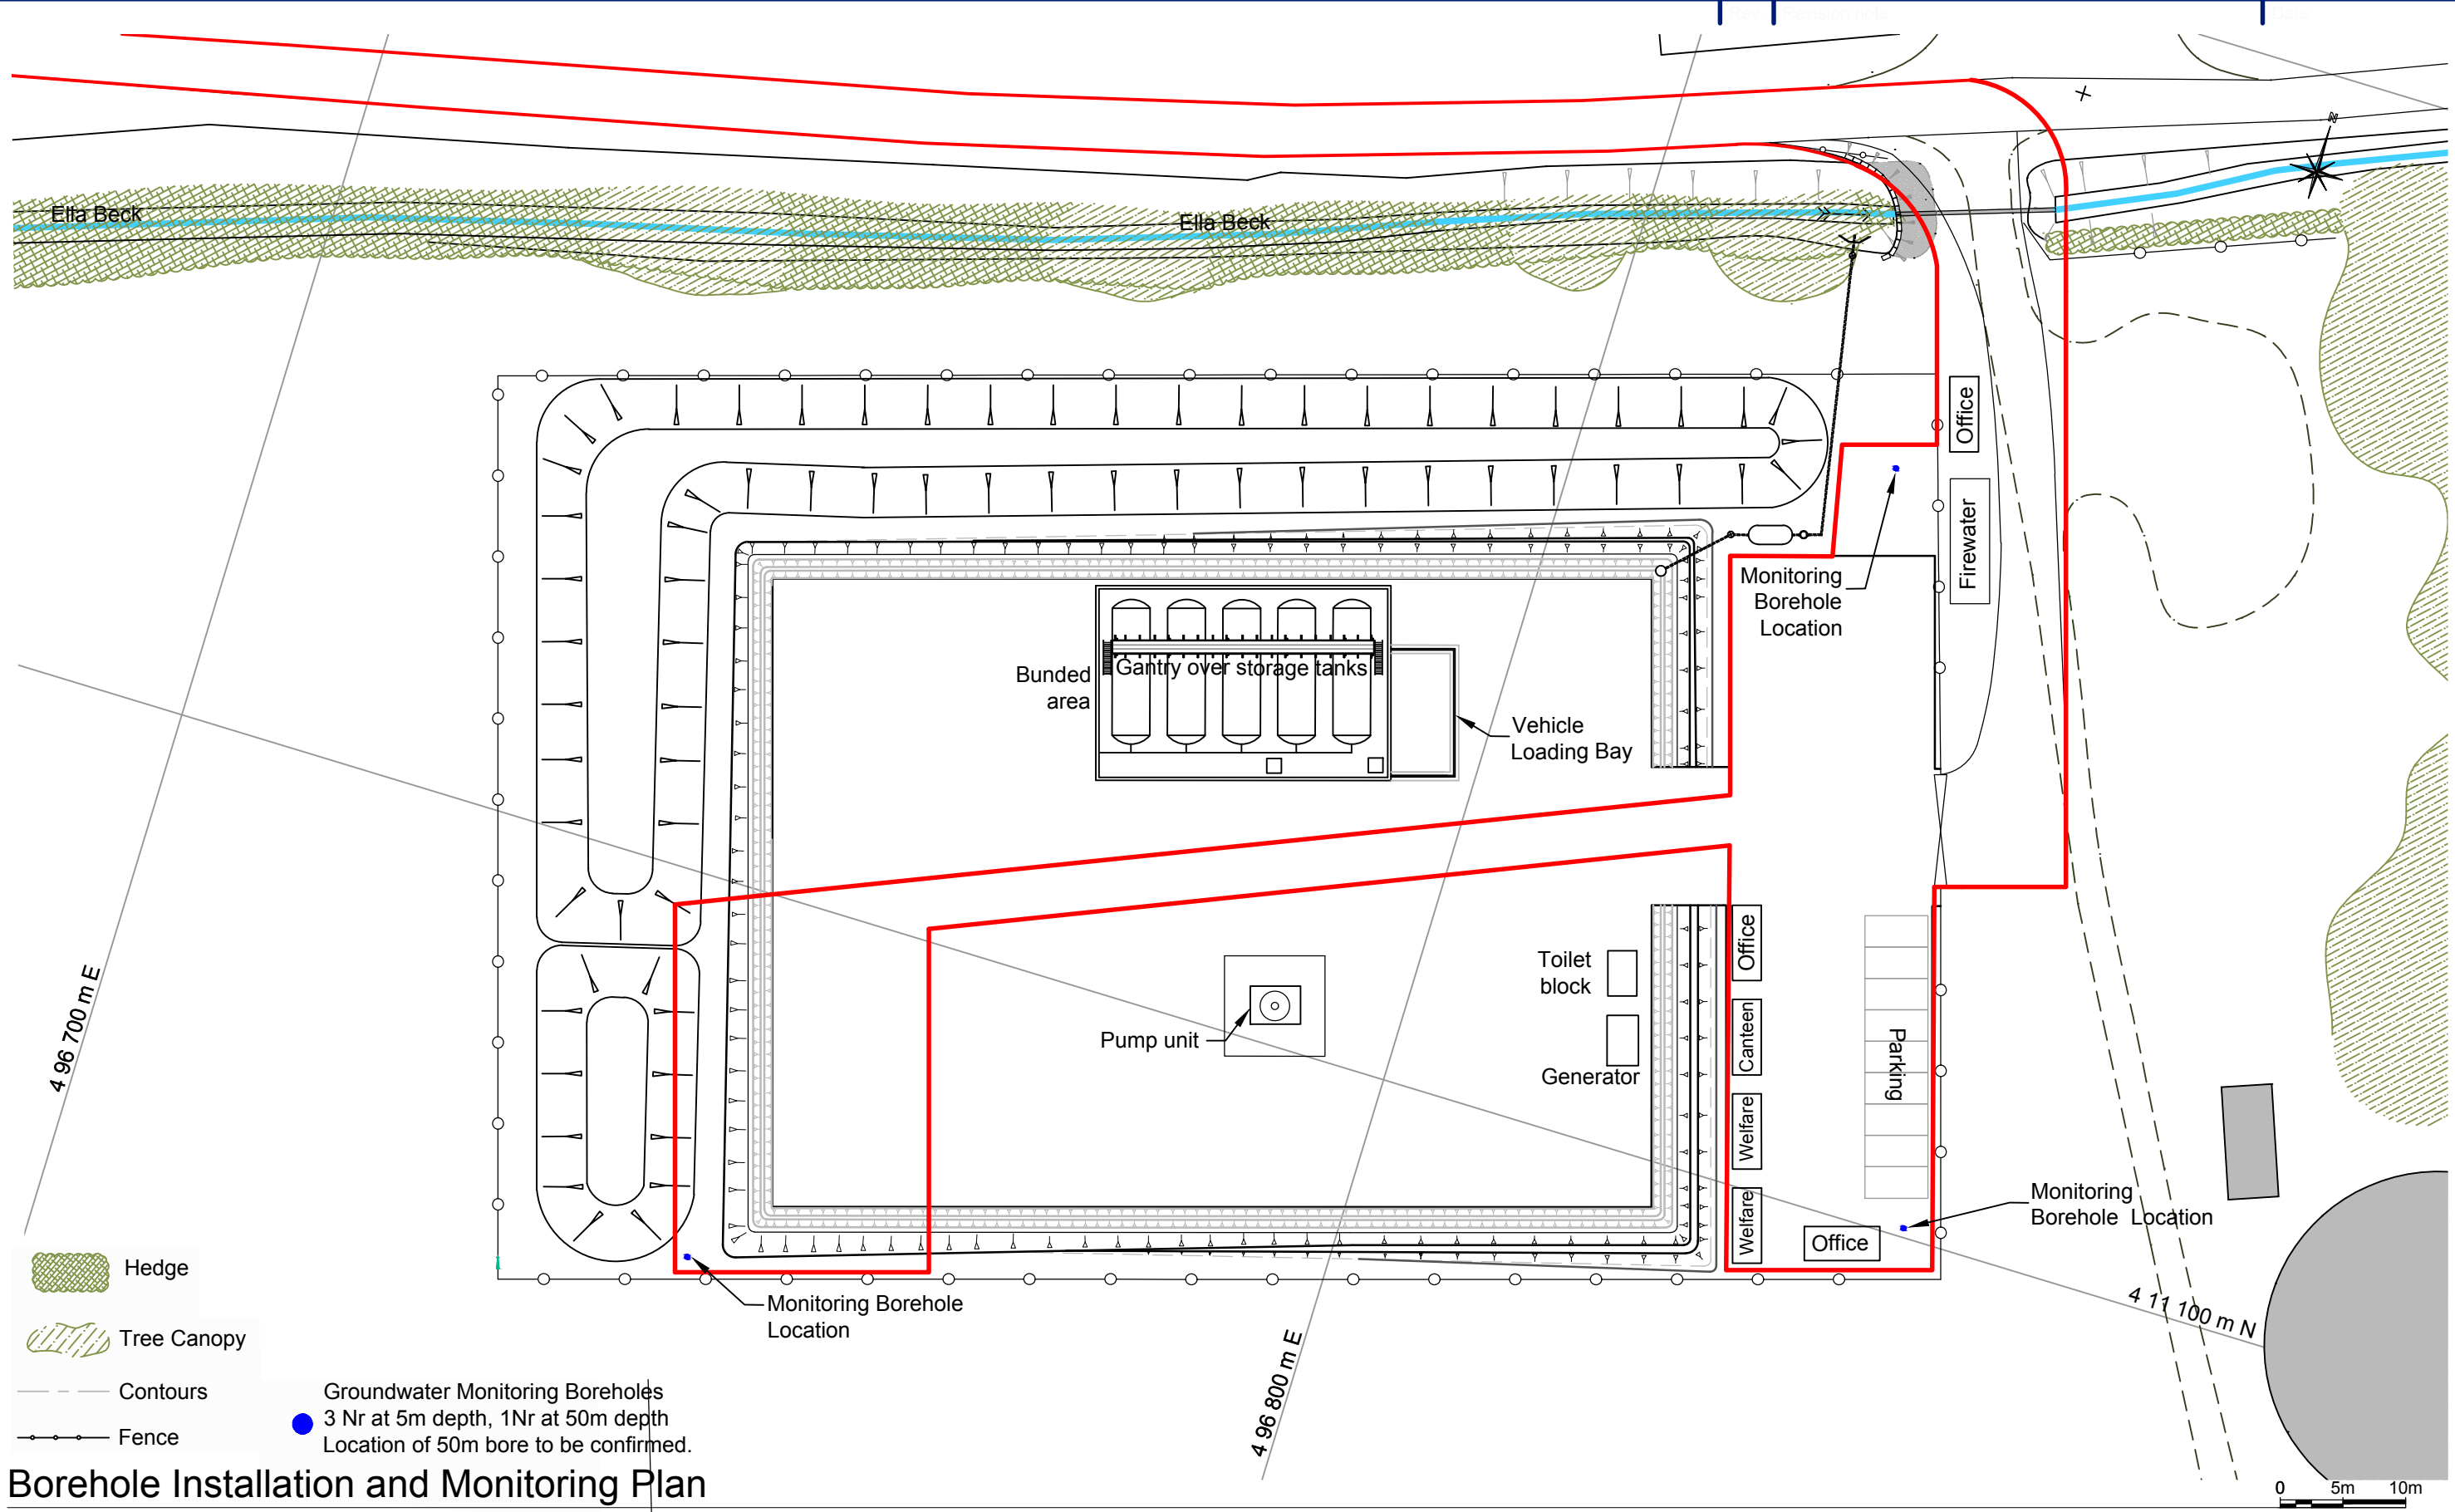 N
Ella Beck
Ella Beck
Office
Firewater
Monitoring
Borehole
Location
Gantry over storage tanks
Bunded
area
Vehicle
Loading Bay
Office
Toilet
block
Canteen
Parking
Pump unit
Generator
Welfare
Welfare
Office
Monitoring
Borehole Location
4 96 700 m E
Monitoring Borehole
Location
4 96 800 m E
4 11 100 m N
Hedge
Tree Canopy
Contours
Fence
Groundwater Monitoring Boreholes
3 Nr at 5m depth, 1Nr at 50m depth
Location of 50m bore to be confirmed.
Borehole Installation and Monitoring Plan
0 5m 10m